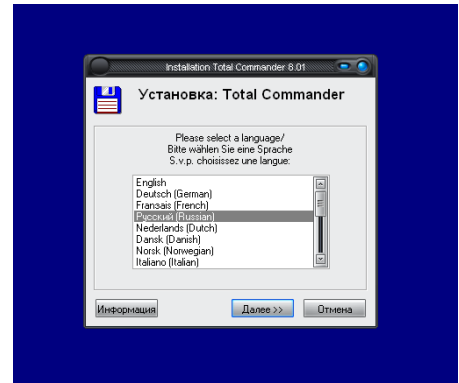 Installation Total Commander 8.01
Установка: Total Commander
Please select a language/
Bitte wählen Sie eine Sprache
S.v.p. choisissez une langue:
English
Deutsch (German)
Fransais (French)
Русский (Russian)
Nederlands (Dutch)
Dansk (Danish)
Norsk (Norwegian)
Italiano (Italian)
Информация
Далее >>
Отмена